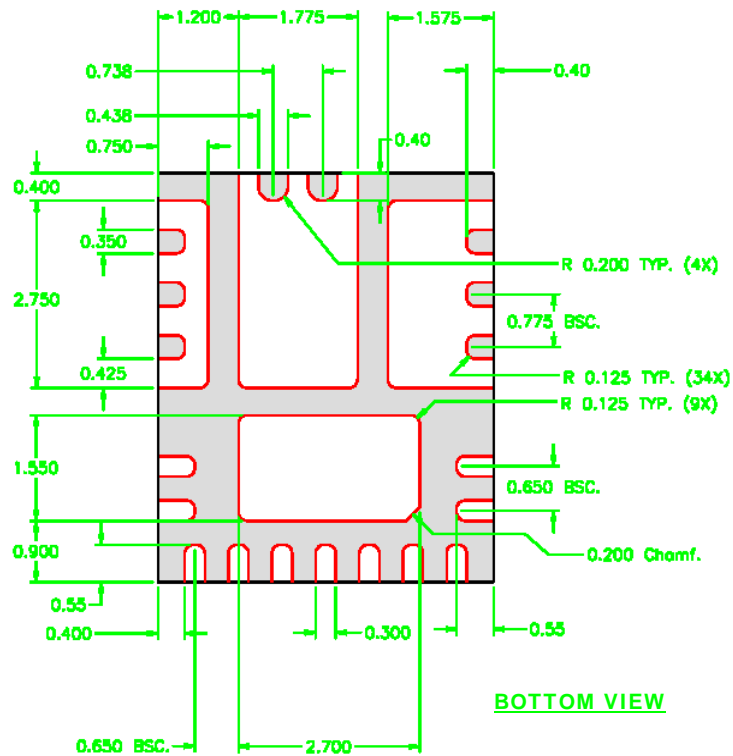 1.200 1.775 1.575
0.738 0.40
0.438
0.750 0.40
0.400
0.350
R 0.200 TYP. (4X)
2.750
0.775 BSC.
0.425
R 0.125 TYP. (34X)
R 0.125 TYP. (9X)
1.550
0.650 BSC.
0.900
0.200 Chamf.
0.55
0.400 0.300 0.55
BOTTOM VIEW
0.650 BSC. 2.700